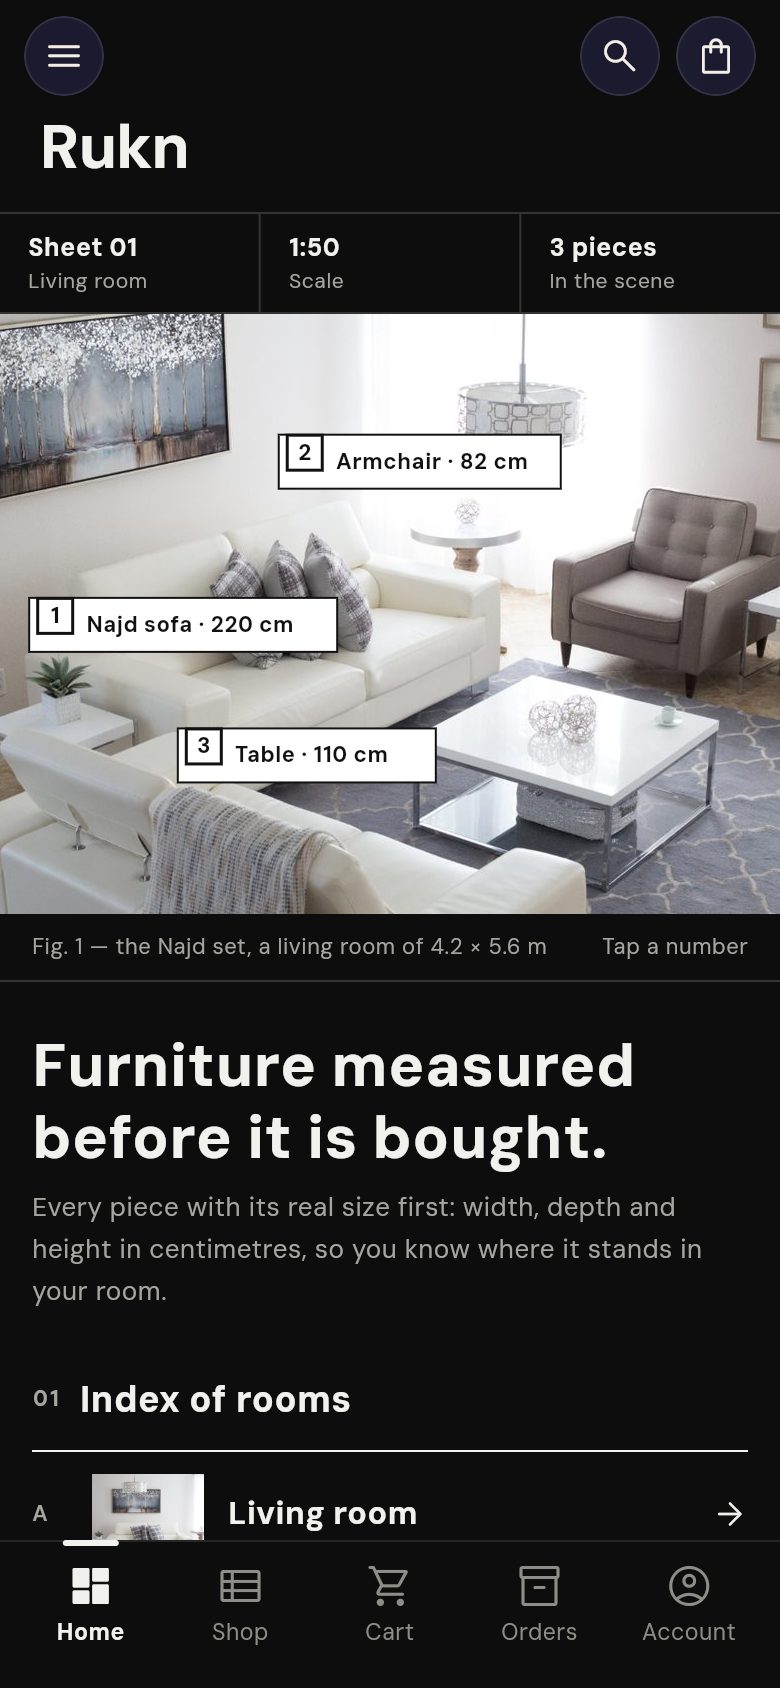 Rukn
Sheet 01
Living room
1:50
Scale
3 pieces
In the scene
2 Armchair · 82 cm
1 Najd sofa · 220 cm
3 Table · 110 cm
Fig. 1 — the Najd set, a living room of 4.2 × 5.6 m
Tap a number
Furniture measured
before it is bought.
Every piece with its real size first: width, depth and
height in centimetres, so you know where it stands in
your room.
01 Index of rooms
A Living room
Home
Shop
Cart
Orders
Account